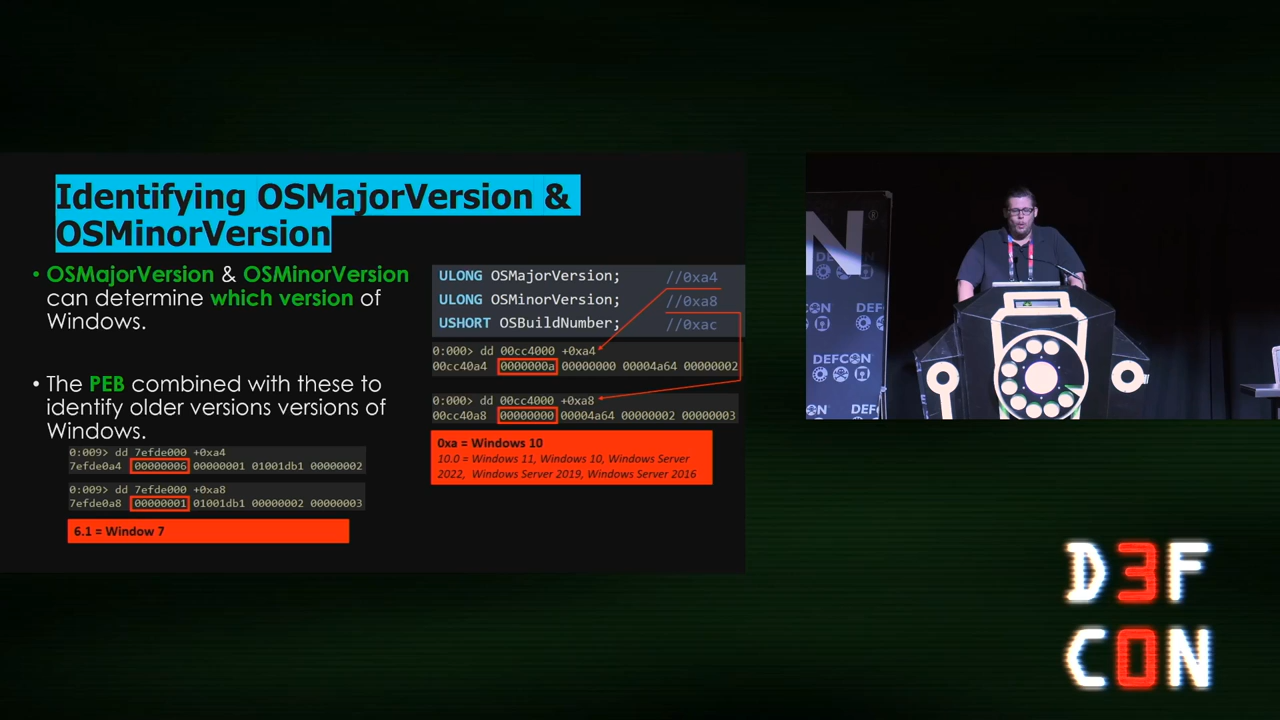 Identifying OSMajorVersion &
OSMinorVersion
• OSMajorVersion & OSMinorVersion
can determine which version of
Windows.
• The PEB combined with these to
identify older versions versions of
Windows.
0:009> dd 7efde000 +0xa4
7efde0a4 00000006 00000001 01001db1 00000002
0:009> dd 7efde000 +0xa8
7efde0a8 00000001 01001db1 00000002 00000003
6.1 = Window 7
ULONG OSMajorVersion; //0xa4
ULONG OSMinorVersion; //0xa8
USHORT OSBuildNumber; //0xac
0:000> dd 00cc4000 +0xa4
00cc40a4 0000000a 00000000 00004a64 00000002
0:000> dd 00cc4000 +0xa8
00cc40a8 00000000 00004a64 00000002 00000003
0xa = Windows 10
10.0 = Windows 11, Windows 10, Windows Server
2022, Windows Server 2019, Windows Server 2016
N®
DEFCON
DEFCON
DEFCON
D3F
C0N